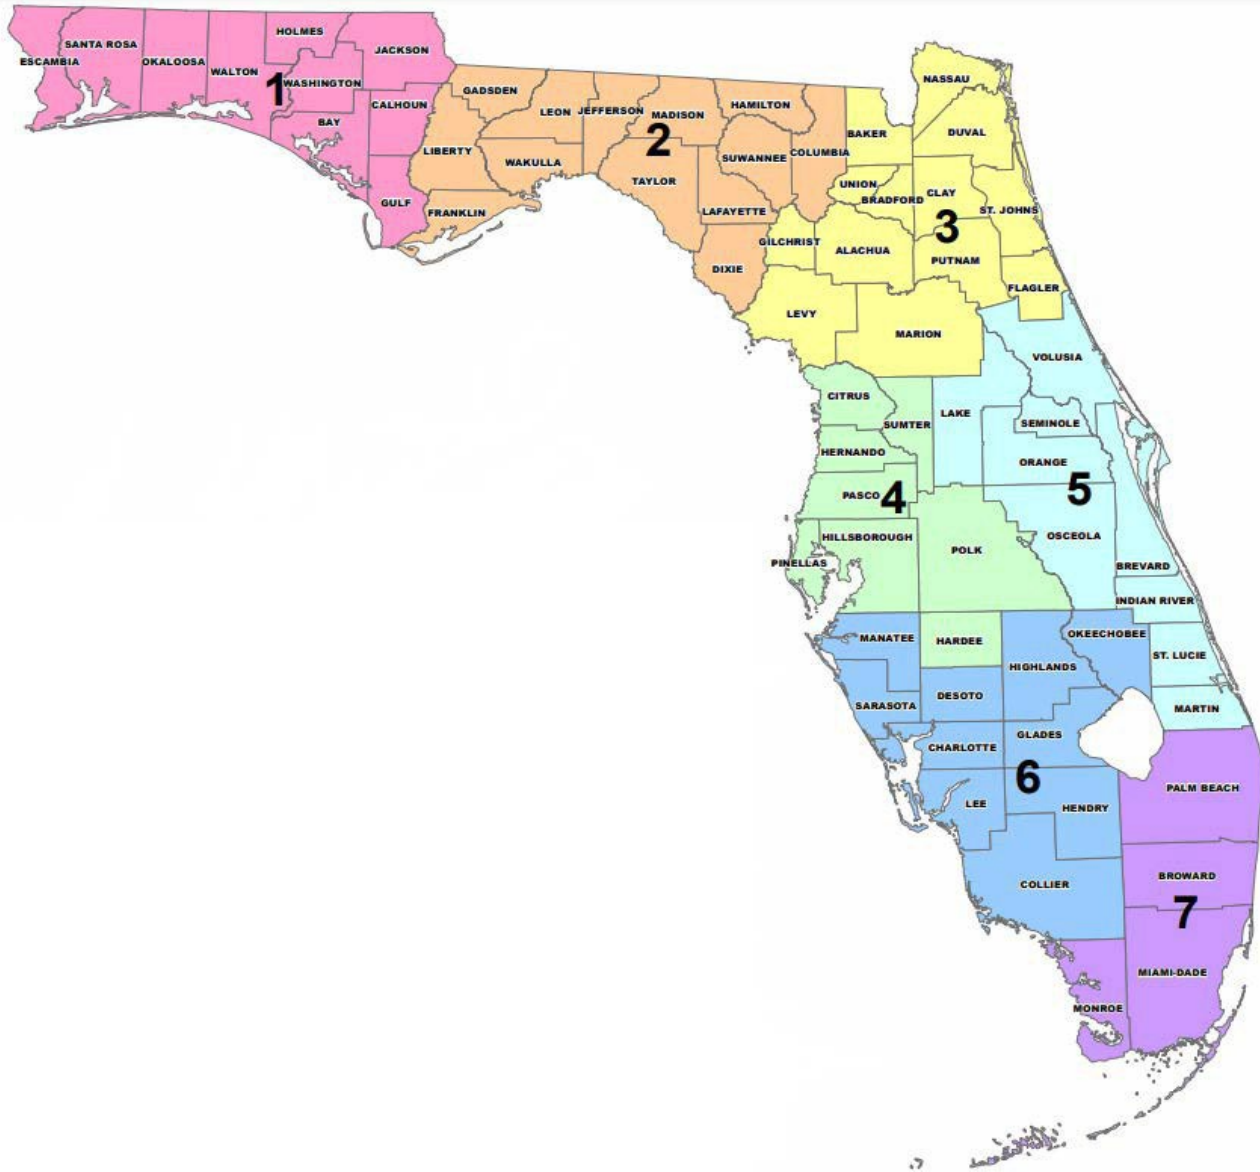 HOLMES
SANTA ROSA
JACKSON
ESCAMBIA
OKALOOSA
WALTON
1
WASHINGTON
CALHOUN
BAY
GULF
GADSDEN
LEON
JEFFERSON
MADISON
HAMILTON
2
LIBERTY
WAKULLA
SUWANNEE
COLUMBIA
TAYLOR
FRANKLIN
LAFAYETTE
DIXIE
NASSAU
BAKER
DUVAL
UNION
BRADFORD
CLAY
ST. JOHNS
3
GILCHRIST
ALACHUA
PUTNAM
FLAGLER
LEVY
MARION
CITRUS
SUMTER
HERNANDO
PASCO
4
HILLSBOROUGH
POLK
PINELLAS
HARDEE
VOLUSIA
LAKE
SEMINOLE
ORANGE
5
OSCEOLA
BREVARD
INDIAN RIVER
ST. LUCIE
MARTIN
MANATEE
OKEECHOBEE
HIGHLANDS
DESOTO
SARASOTA
CHARLOTTE
GLADES
6
LEE
HENDRY
COLLIER
PALM BEACH
BROWARD
7
MIAMI-DADE
MONROE